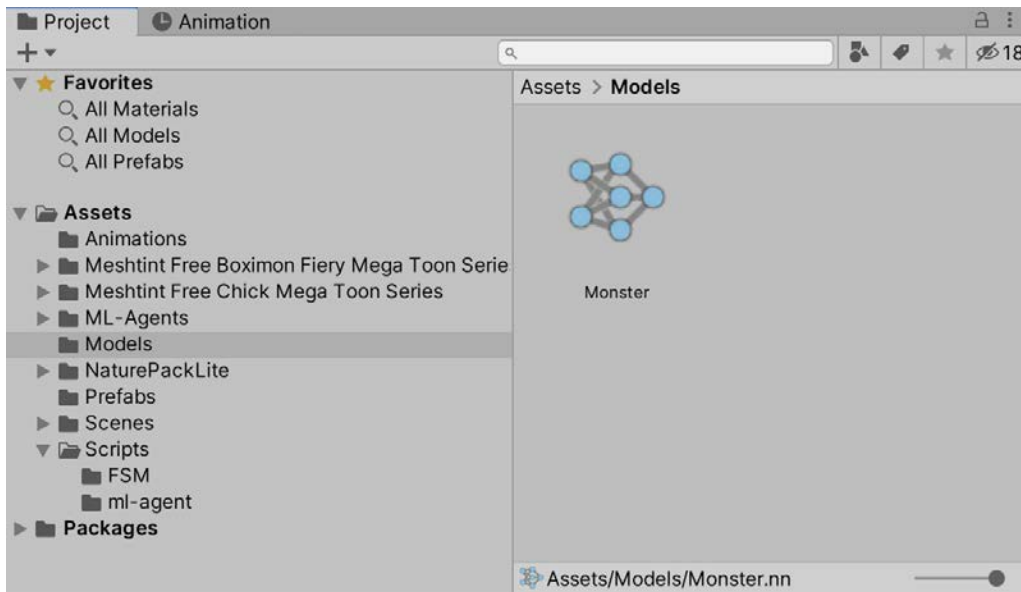 Project Animation
18
Favorites
All Materials
All Models
All Prefabs
Assets
Animations
Meshtint Free Boximon Fiery Mega Toon Serie
Meshtint Free Chick Mega Toon Series
ML-Agents
Models
NaturePackLite
Prefabs
Scenes
Scripts
FSM
ml-agent
Packages
Assets > Models
Monster
Assets/Models/Monster.nn